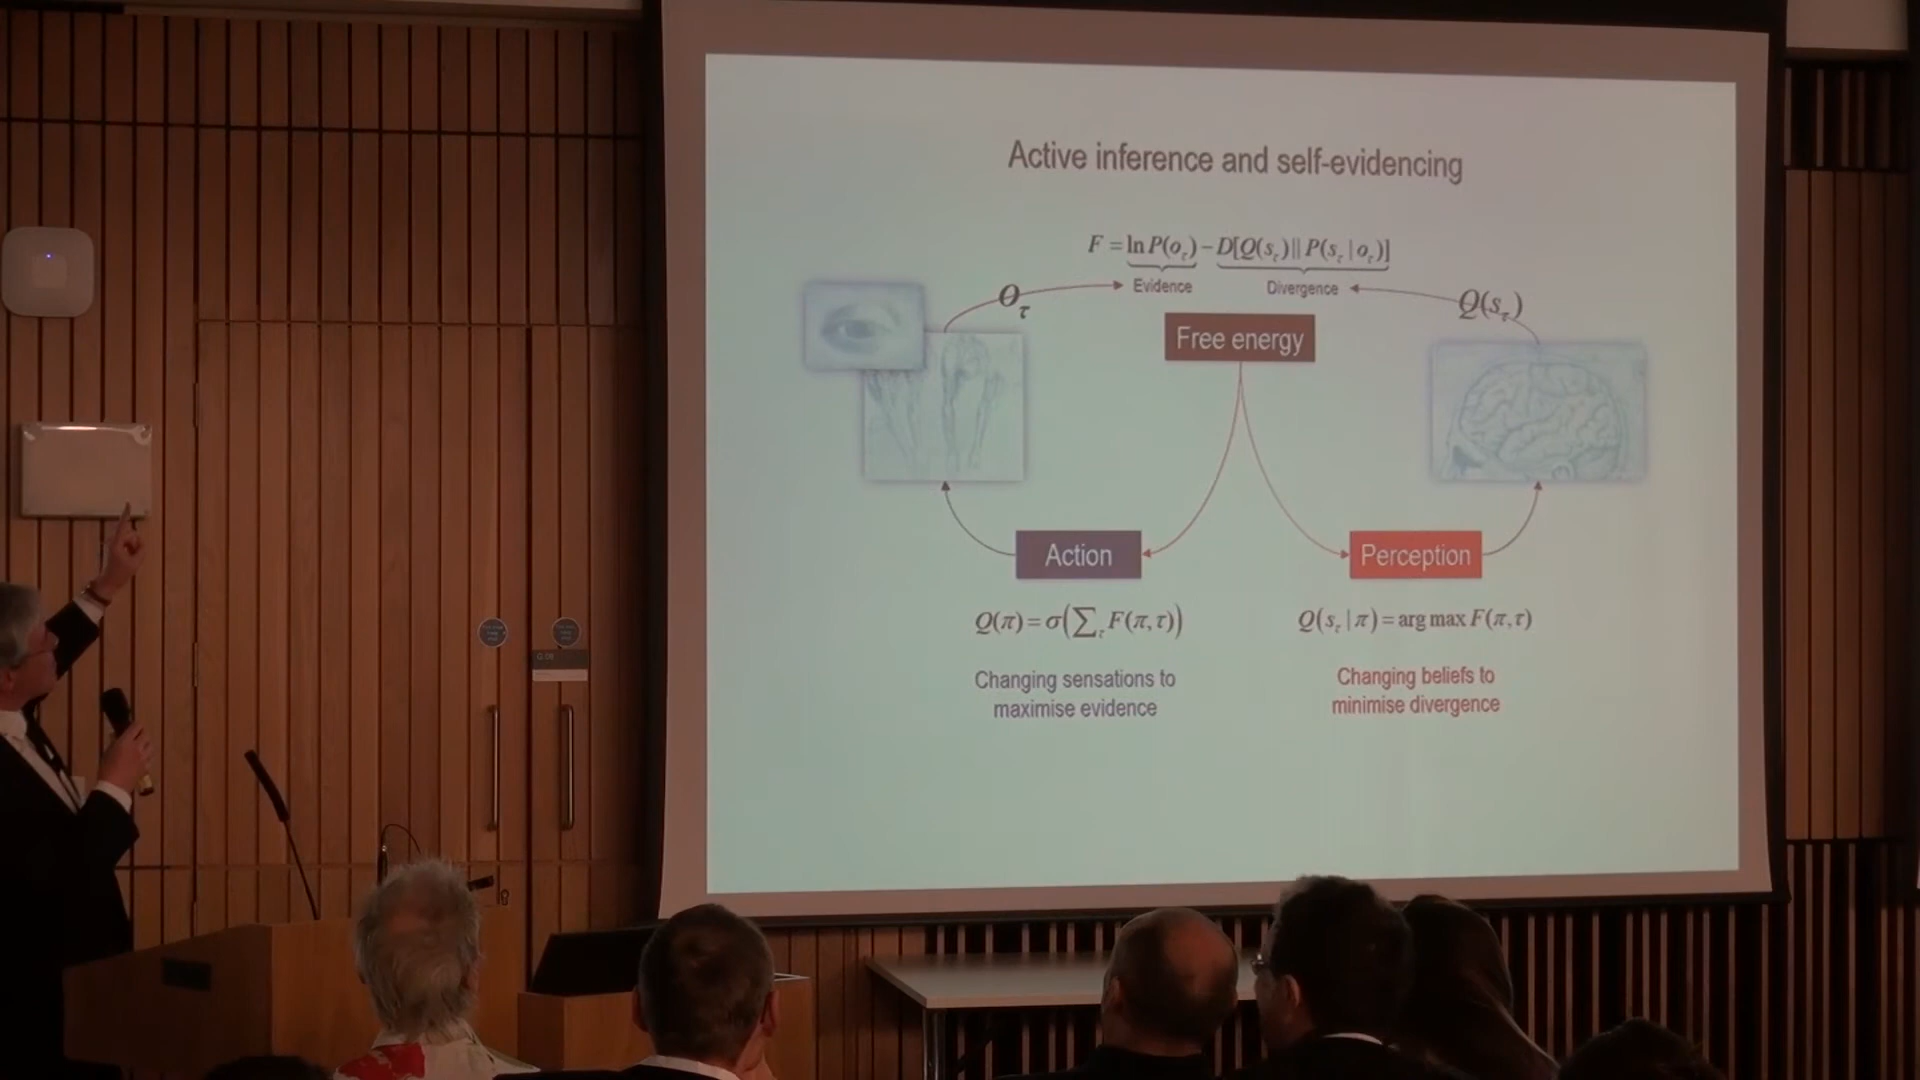 Active inference and self-evidencing
F = ln P(oτ) − D[Q(sτ) || P(sτ | oτ)]
Evidence
Divergence
Oτ
Q(sτ)
Free energy
Action
Perception
Q(π) = σ(∑τ F(π,τ))
Q(sτ | π) = arg max F(π,τ)
Changing sensations to
maximise evidence
Changing beliefs to
minimise divergence